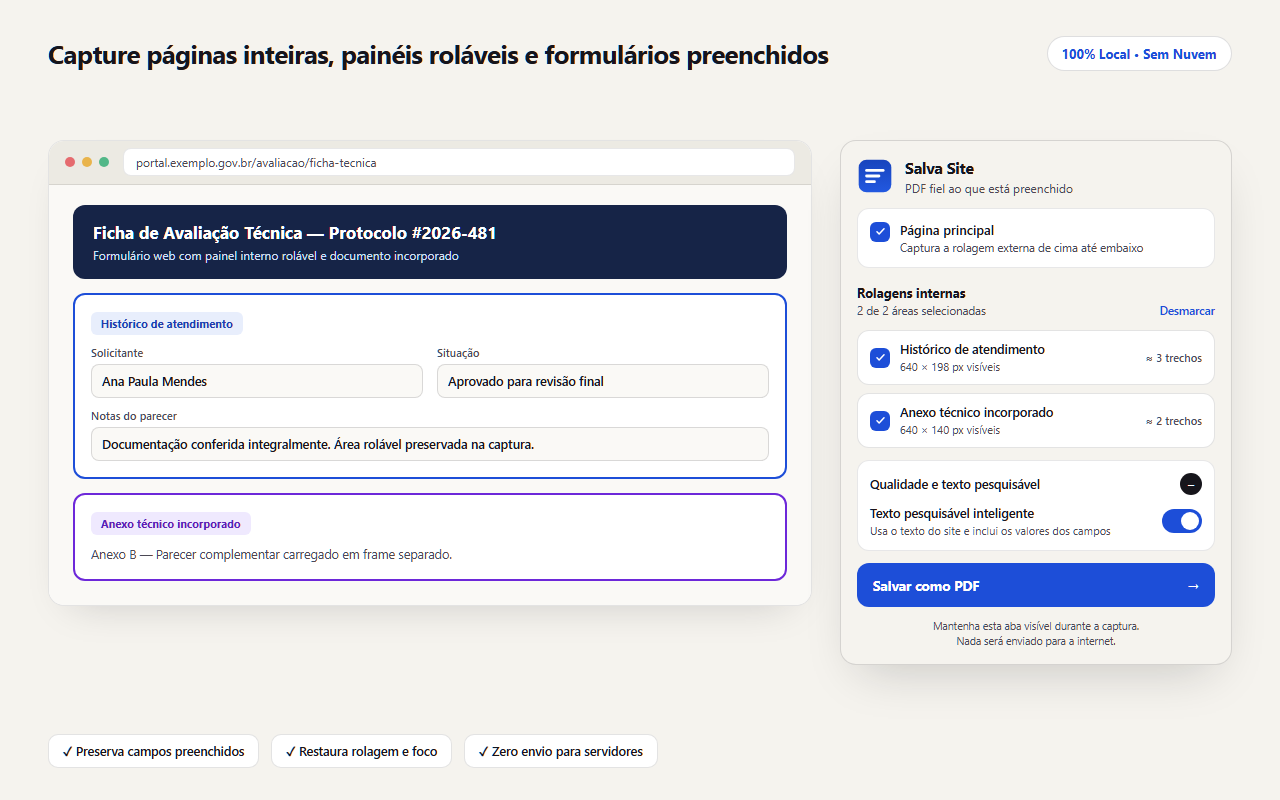 Capture páginas inteiras, painéis roláveis e formulários preenchidos
100% Local • Sem Nuvem
portal.exemplo.gov.br/avaliacao/ficha-tecnica
Ficha de Avaliação Técnica — Protocolo #2026-481
Formulário web com painel interno rolável e documento incorporado
Histórico de atendimento
Solicitante
Situação
Ana Paula Mendes
Aprovado para revisão final
Notas do parecer
Documentação conferida integralmente. Área rolável preservada na captura.
Anexo técnico incorporado
Anexo B — Parecer complementar carregado em frame separado.
Salva Site
PDF fiel ao que está preenchido
Página principal
Captura a rolagem externa de cima até embaixo
Rolagens internas
2 de 2 áreas selecionadas
Desmarcar
Histórico de atendimento
640 × 198 px visíveis
≈ 3 trechos
Anexo técnico incorporado
640 × 140 px visíveis
≈ 2 trechos
Qualidade e texto pesquisável
–
Texto pesquisável inteligente
Usa o texto do site e inclui os valores dos campos
Salvar como PDF →
Mantenha esta aba visível durante a captura.
Nada será enviado para a internet.
✓ Preserva campos preenchidos
✓ Restaura rolagem e foco
✓ Zero envio para servidores